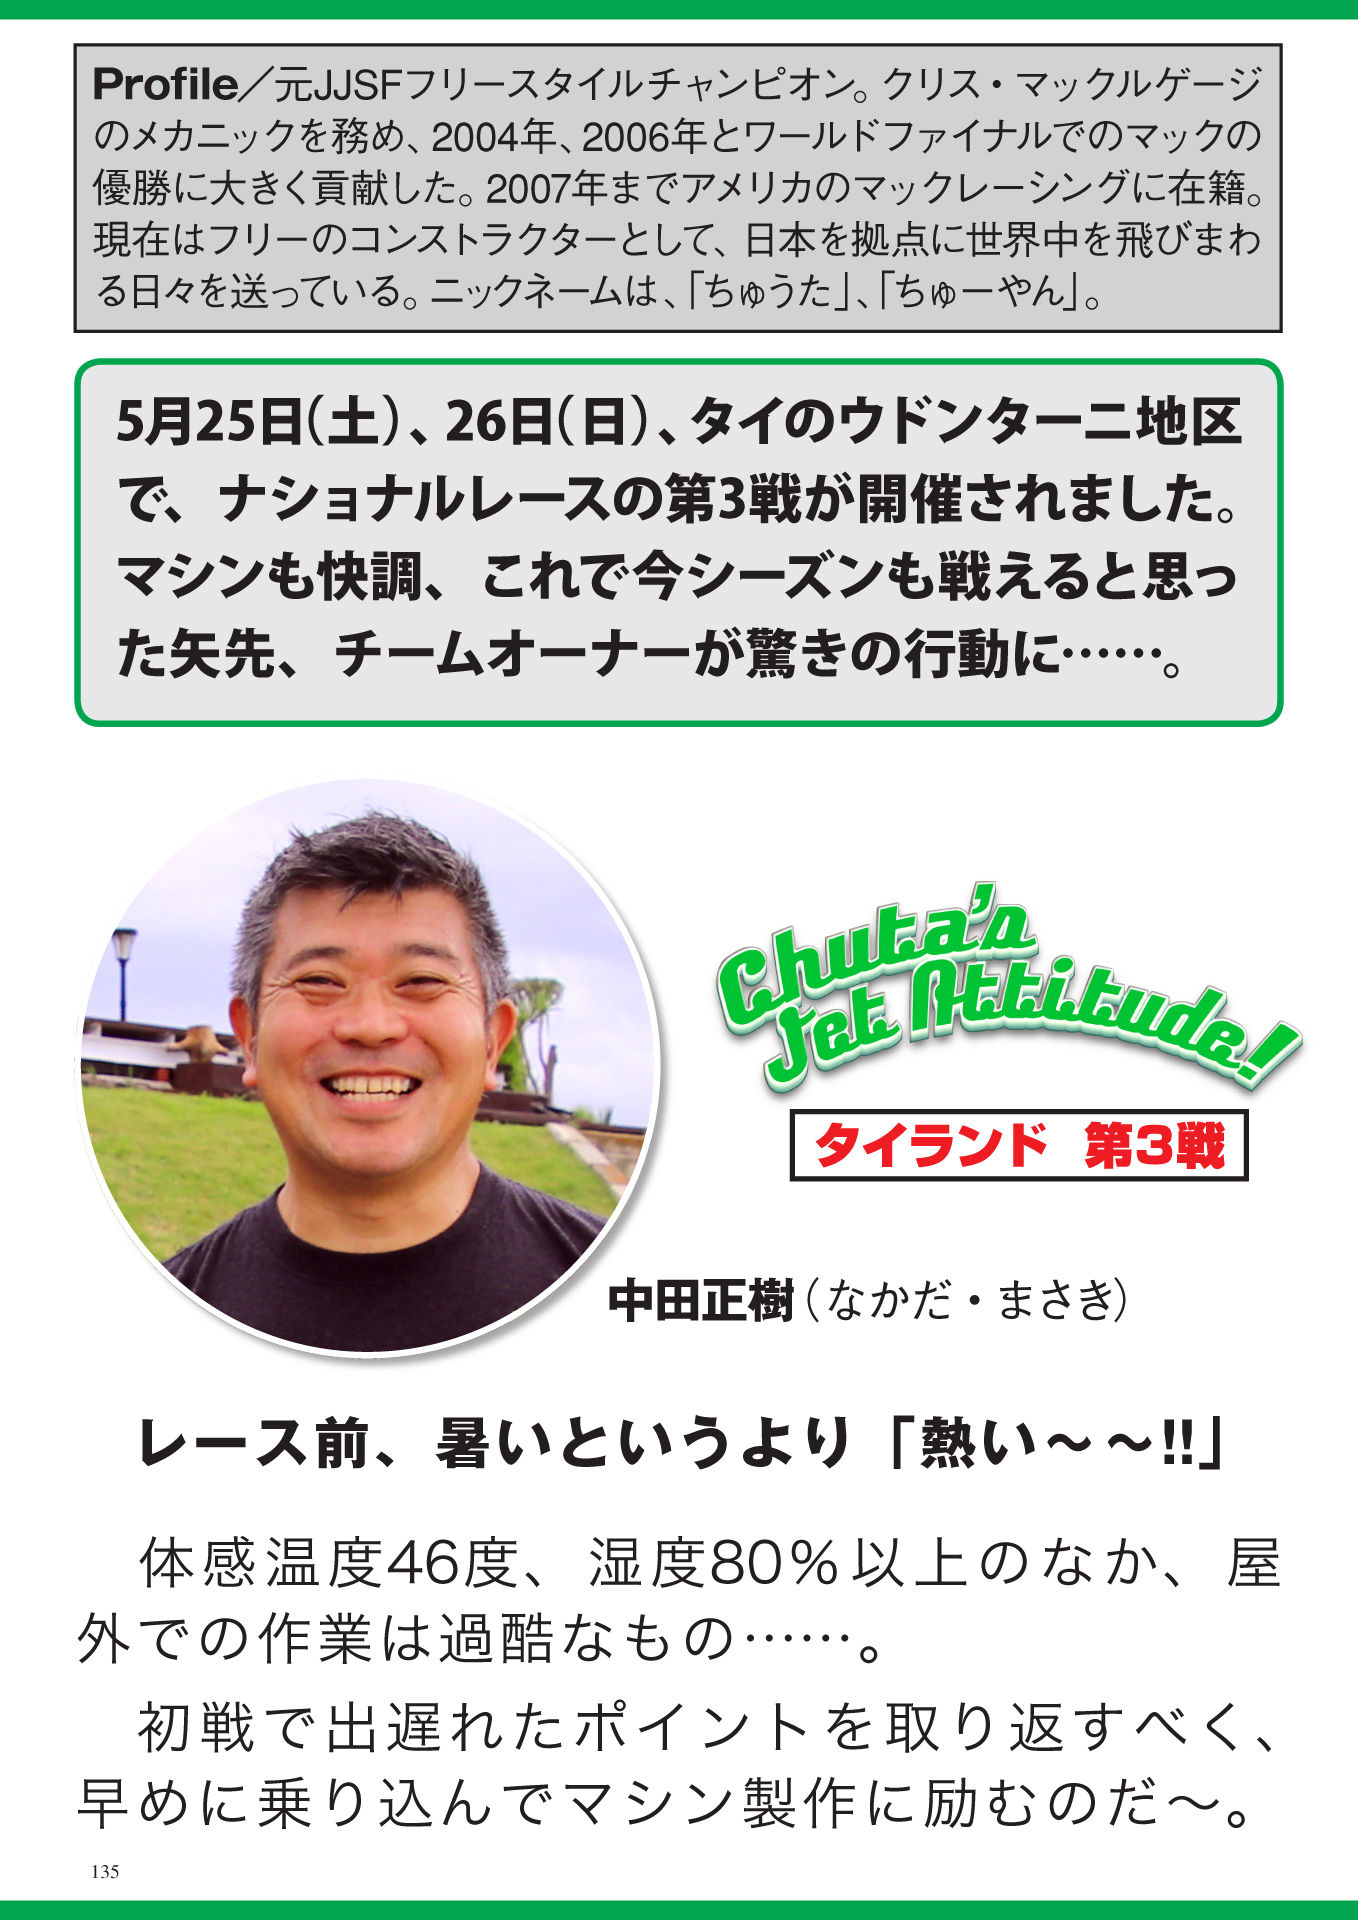 Profile／元JJSFフリースタイルチャンピオン。クリス・マックルゲージ
のメカニックを務め、2004年、2006年とワールドファイナルでのマックの
優勝に大きく貢献した。2007年までアメリカのマックレーシングに在籍。
現在はフリーのコンストラクターとして、日本を拠点に世界中を飛びまわ
る日々を送っている。ニックネームは、「ちゅうた」、「ちゅーやん」。
5月25日（土）、26日（日）、タイのウドンターニ地区
で、ナショナルレースの第3戦が開催されました。
マシンも快調、これで今シーズンも戦えると思っ
た矢先、チームオーナーが驚きの行動に……。
Chuta's
Jet Attitude!
タイランド 第3戦
中田正樹（なかだ・まさき）
レース前、暑いというより「熱い～～!!」
体感温度46度、湿度80％以上のなか、屋
外での作業は過酷なもの……。
初戦で出遅れたポイントを取り返すべく、
早めに乗り込んでマシン製作に励むのだ～。
135